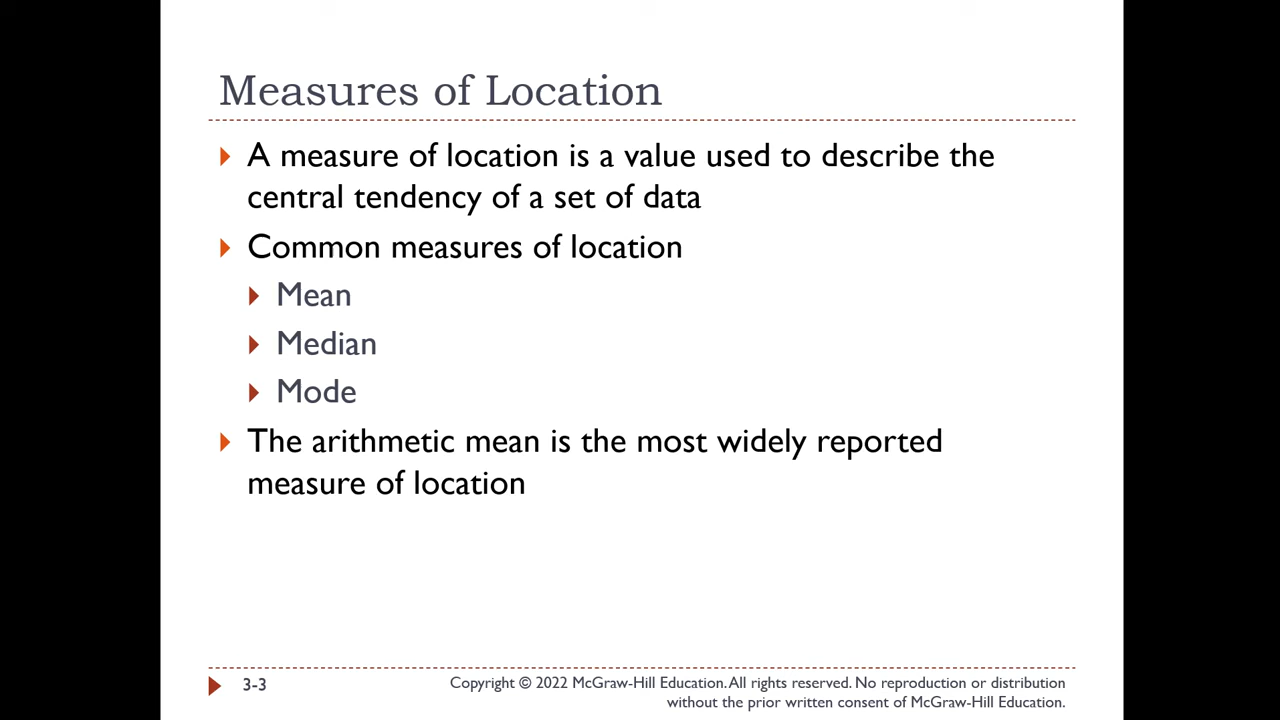 Measures of Location
A measure of location is a value used to describe the
central tendency of a set of data
Common measures of location
Mean
Median
Mode
The arithmetic mean is the most widely reported
measure of location
3-3
Copyright © 2022 McGraw-Hill Education. All rights reserved. No reproduction or distribution
without the prior written consent of McGraw-Hill Education.